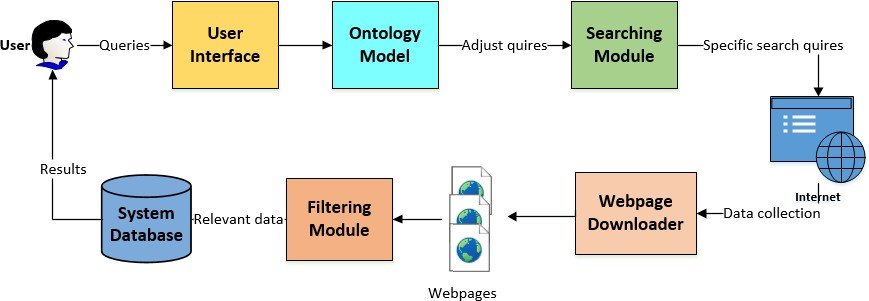 User
Queries
User
Interface
Ontology
Model
Adjust quires
Searching
Module
Specific search quires
Internet
Data collection
Webpage
Downloader
Webpages
Filtering
Module
Relevant data
System
Database
Results